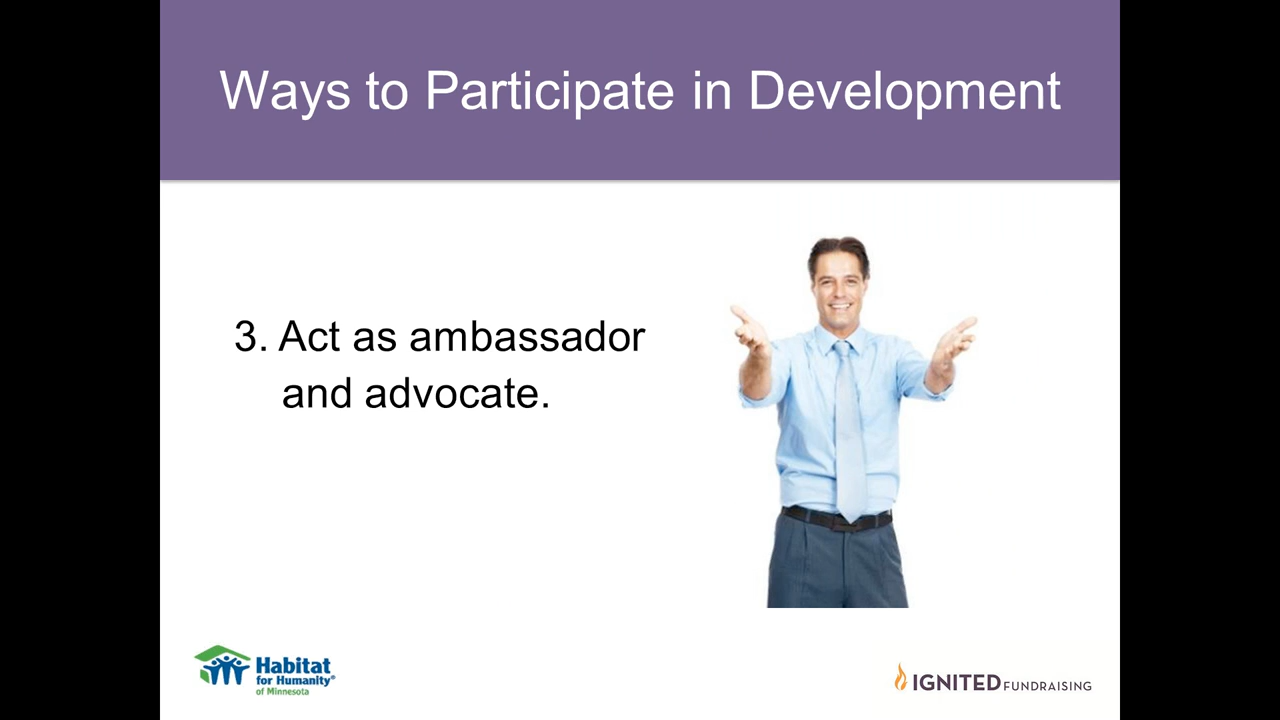 Ways to Participate in Development
3. Act as ambassador
and advocate.
Habitat
for Humanity®
of Minnesota
IGNITED FUNDRAISING